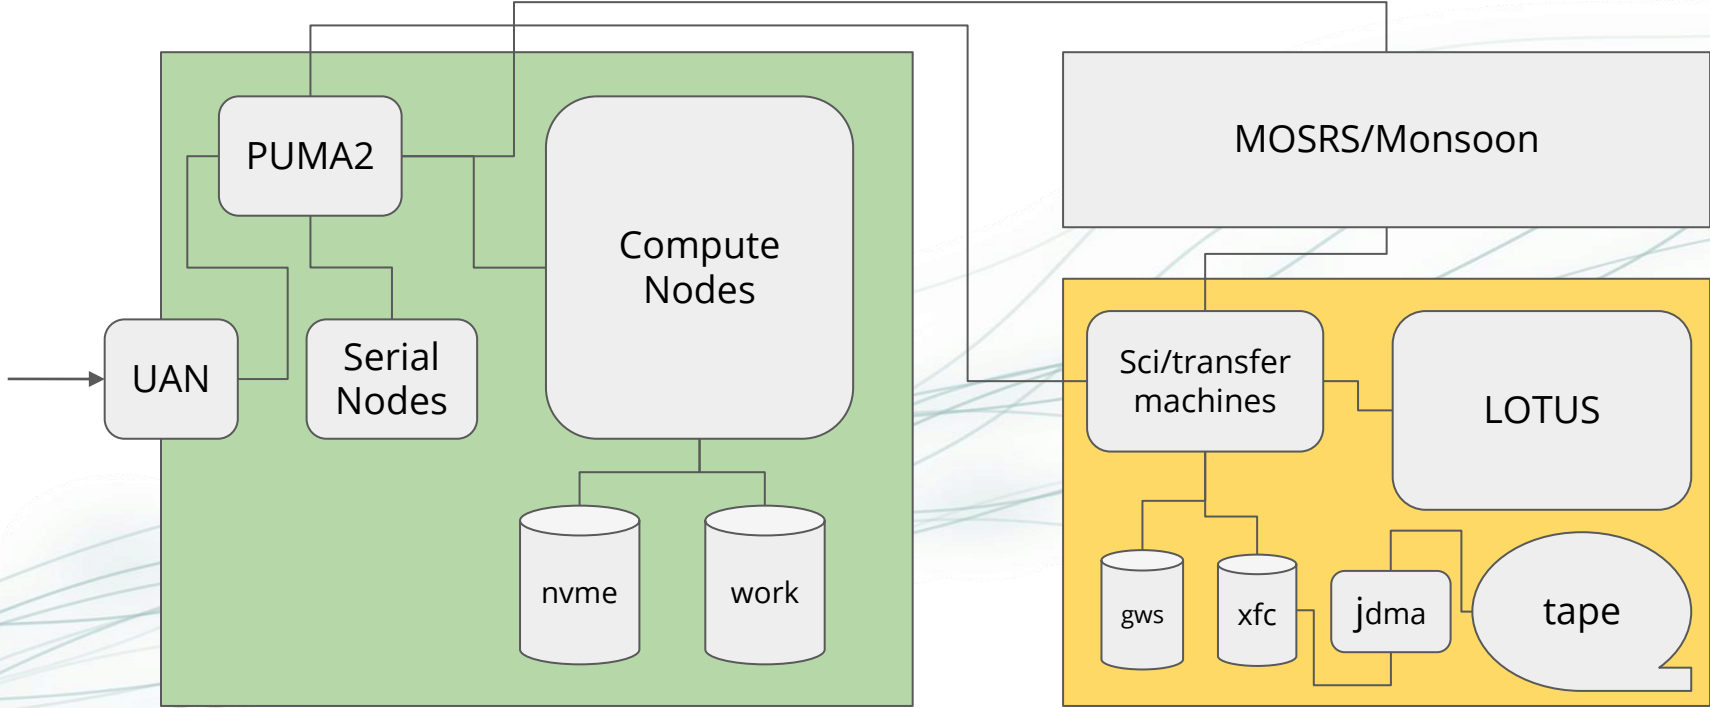 PUMA2
Compute
Nodes
UAN
Serial
Nodes
nvme
work
MOSRS/Monsoon
Sci/transfer
machines
LOTUS
gws
xfc
jdma
tape